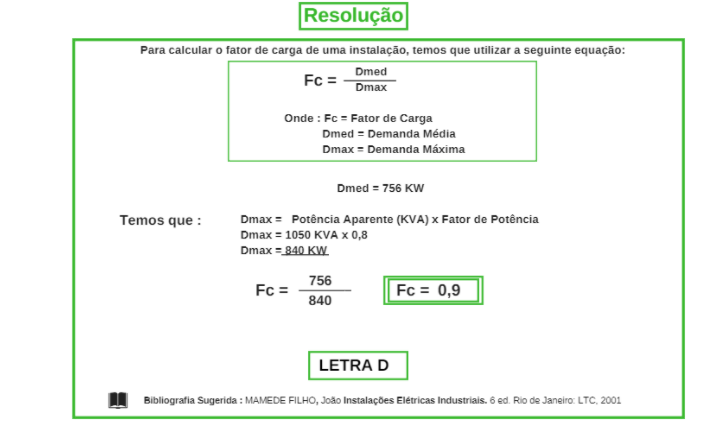 Resolução
Para calcular o fator de carga de uma instalação, temos que utilizar a seguinte equação:
Fc = Dmed
Dmax
Onde : Fc = Fator de Carga
Dmed = Demanda Média
Dmax = Demanda Máxima
Dmed = 756 KW
Temos que : Dmax = Potência Aparente (KVA) x Fator de Potência
Dmax = 1050 KVA x 0,8
Dmax = 840 KW
Fc = 756
840
Fc = 0,9
LETRA D
Bibliografia Sugerida : MAMEDE FILHO, João Instalações Elétricas Industriais. 6 ed. Rio de Janeiro: LTC, 2001